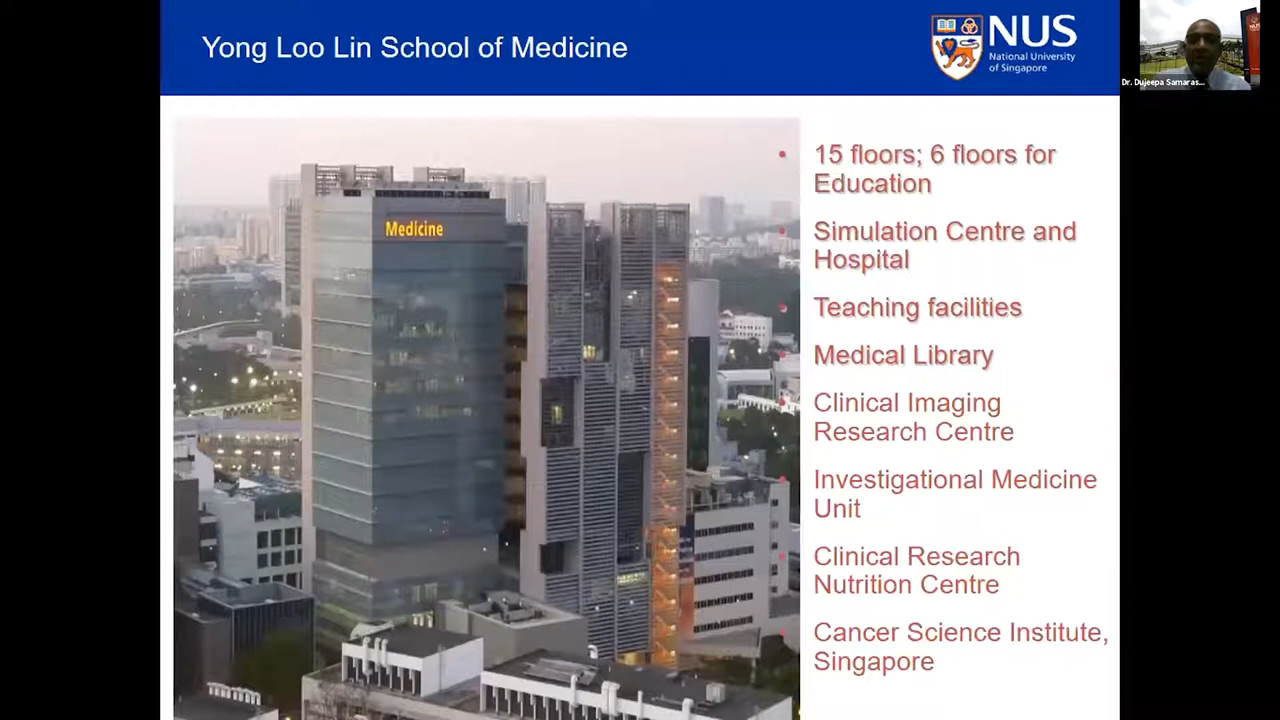 Yong Loo Lin School of Medicine
NUS
National University
of Singapore
Dr. Dujeepa Samaras...
Medicine
15 floors; 6 floors for
Education
Simulation Centre and
Hospital
Teaching facilities
Medical Library
Clinical Imaging
Research Centre
Investigational Medicine
Unit
Clinical Research
Nutrition Centre
Cancer Science Institute,
Singapore